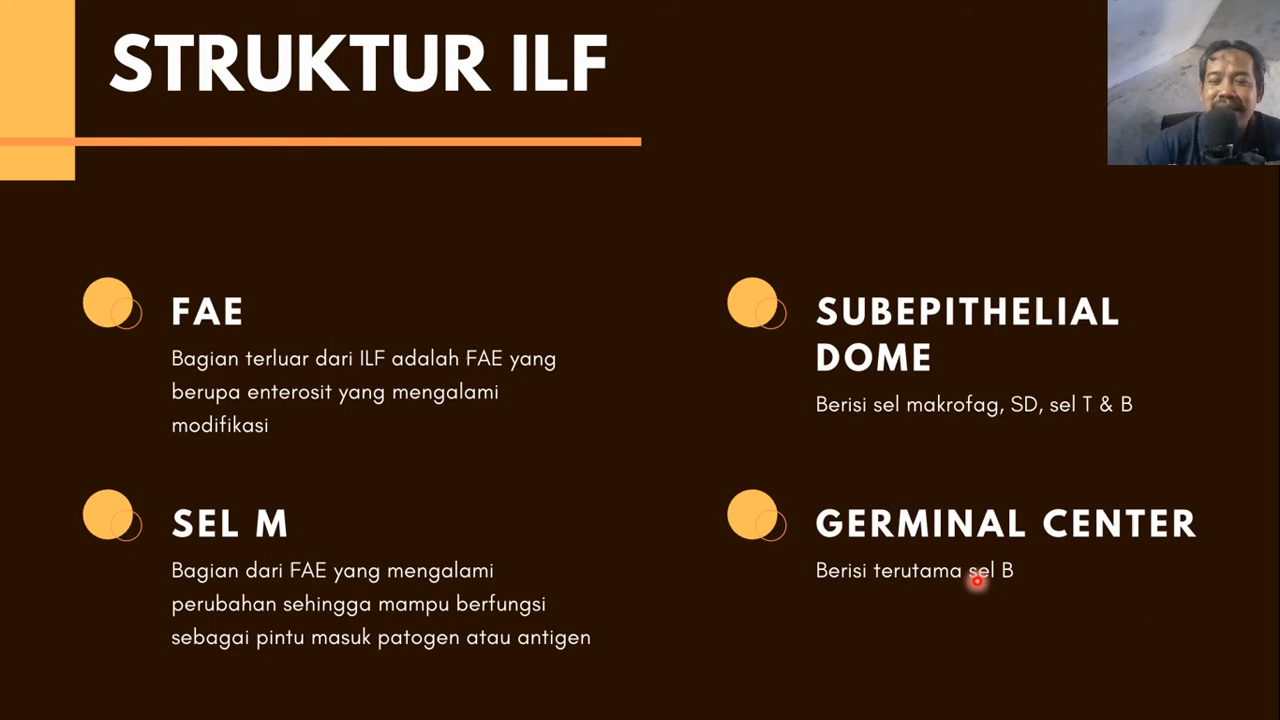 STRUKTUR ILF
FAE
Bagian terluar dari ILF adalah FAE yang
berupa enterosit yang mengalami
modifikasi
SEL M
Bagian dari FAE yang mengalami
perubahan sehingga mampu berfungsi
sebagai pintu masuk patogen atau antigen
SUBEPITHELIAL
DOME
Berisi sel makrofag, SD, sel T & B
GERMINAL CENTER
Berisi terutama sel B